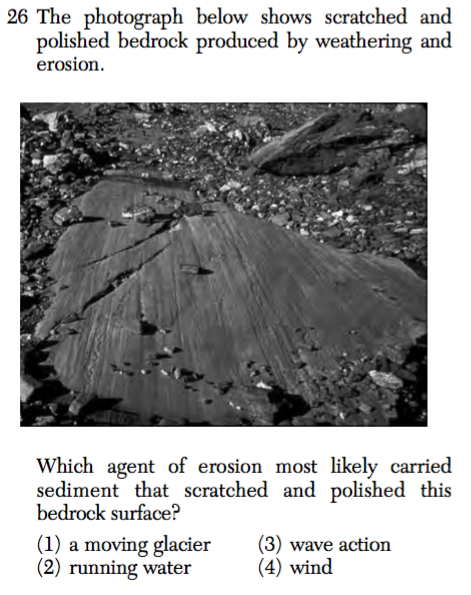 26 The photograph below shows scratched and
polished bedrock produced by weathering and
erosion.
Which agent of erosion most likely carried
sediment that scratched and polished this
bedrock surface?
(1) a moving glacier (3) wave action
(2) running water (4) wind